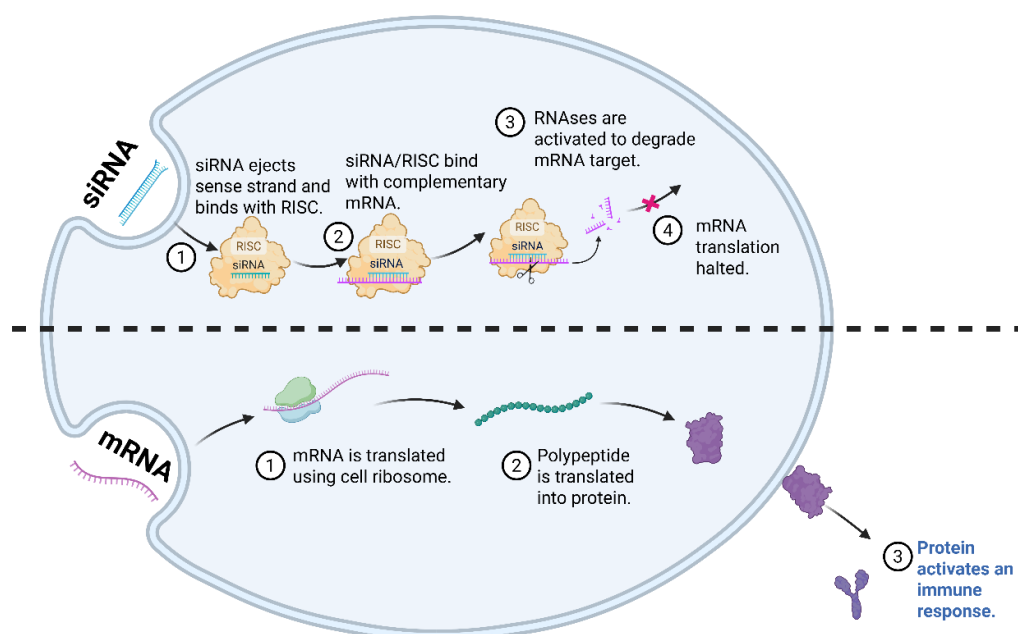 siRNA
1
siRNA ejects
sense strand and
binds with RISC.
RISC
siRNA
2
siRNA/RISC bind
with complementary
mRNA.
RISC
siRNA
3
RNAses are
activated to degrade
mRNA target.
RISC
siRNA
4
mRNA
translation
halted.
mRNA
1
mRNA is translated
using cell ribosome.
2
Polypeptide
is translated
into protein.
3
Protein
activates an
immune
response.